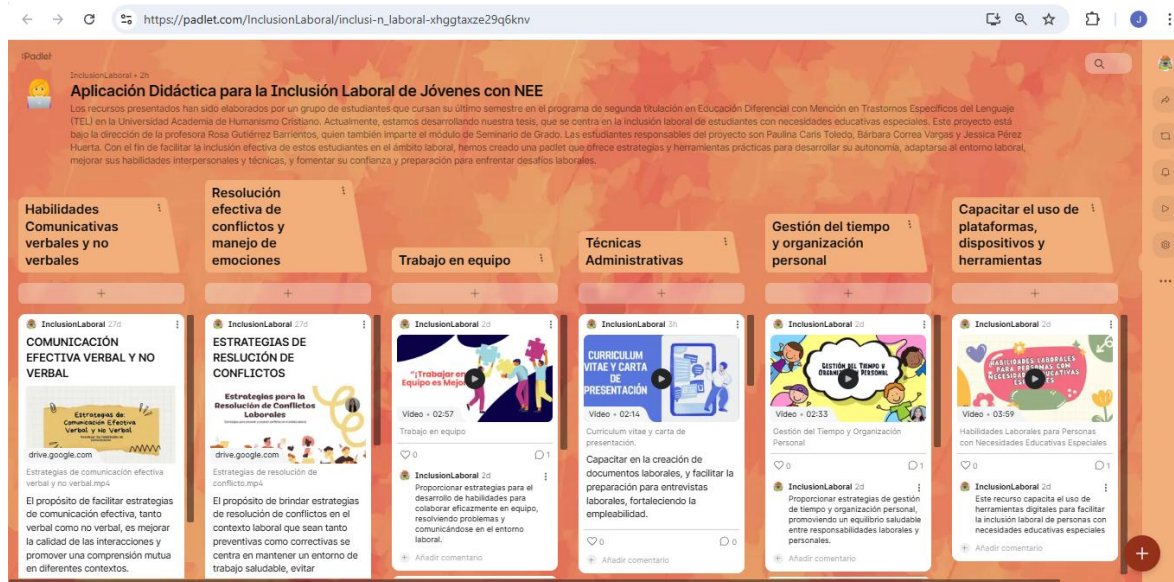 https://padlet.com/InclusionLaboral/inclusi-n_laboral-xhggtaxze29q6knv
J
:Padlet
InclusionLaboral • 2h
Aplicación Didáctica para la Inclusión Laboral de Jóvenes con NEE
Los recursos presentados han sido elaborados por un grupo de estudiantes que cursan su último semestre en el programa de segunda titulación en Educación Diferencial con Mención en Trastornos Específicos del Lenguaje
(TEL) en la Universidad Academia de Humanismo Cristiano. Actualmente, estamos desarrollando nuestra tesis, que se centra en la inclusión laboral de estudiantes con necesidades educativas especiales. Este proyecto está
bajo la dirección de la profesora Rosa Gutiérrez Barrientos, quien también imparte el módulo de Seminario de Grado. Las estudiantes responsables del proyecto son Paulina Caris Toledo, Bárbara Correa Vargas y Jessica Pérez
Huerta. Con el fin de facilitar la inclusión efectiva de estos estudiantes en el ámbito laboral, hemos creado una padlet que ofrece estrategias y herramientas prácticas para desarrollar su autonomía, adaptarse al entorno laboral,
mejorar sus habilidades interpersonales y técnicas, y fomentar su confianza y preparación para enfrentar desafíos laborales.
Habilidades
Comunicativas
verbales y no
verbales
InclusionLaboral 27d
COMUNICACIÓN
EFECTIVA VERBAL Y NO
VERBAL
Estrategias de:
Comunicación Efectiva
Verbal y No Verbal
drive.google.com
Estrategias de comunicación efectiva
verbal y no verbal.mp4
El propósito de facilitar estrategias
de comunicación efectiva, tanto
verbal como no verbal, es mejorar
la calidad de las interacciones y
promover una comprensión mutua
en diferentes contextos.
Resolución
efectiva de
conflictos y
manejo de
emociones
InclusionLaboral 27d
ESTRATEGIAS DE
RESLUCIÓN DE
CONFLICTOS
Estrategias para la
Resolución de Conflictos
Laborales
drive.google.com
Estrategias de resolución de
conflicto.mp4
El propósito de brindar estrategias
de resolución de conflictos en el
contexto laboral que sean tanto
preventivas como correctivas se
centra en mantener un entorno de
trabajo saludable, evitar
Trabajo en equipo
InclusionLaboral 2d
"¡Trabajar en
Equipo es Mejor
Vídeo • 02:57
Trabajo en equipo
0
1
InclusionLaboral 2d
Proporcionar estrategias para el
desarrollo de habilidades para
colaborar eficazmente en equipo,
resolviendo problemas y
comunicándose en el entorno
laboral.
Añadir comentario
Técnicas
Administrativas
InclusionLaboral 3h
CURRICULUM
VITAE Y CARTA
DE
PRESENTACIÓN
Vídeo • 02:14
Curriculum vitae y carta de
presentación.
Capacitar en la creación de
documentos laborales, y facilitar la
preparación para entrevistas
laborales, fortaleciendo la
empleabilidad.
0
0
Añadir comentario
Gestión del tiempo
y organización
personal
InclusionLaboral 2d
GESTIÓN DEL TIEMPO Y
ORGANIZACIÓN PERSONAL
Vídeo • 02:33
Gestión del Tiempo y Organización
Personal
0
1
InclusionLaboral 2d
Proporcionar estrategias de gestión
de tiempo y organización personal,
promoviendo un equilibrio saludable
entre responsabilidades laborales y
personales.
Añadir comentario
Capacitar el uso de
plataformas,
dispositivos y
herramientas
InclusionLaboral 2d
HABILIDADES LABORALES
PARA PERSONAS CON
NECESIDADES EDUCATIVAS
ESPECIALES
Vídeo • 03:59
Habilidades Laborales para Personas
con Necesidades Educativas Especiales
0
1
InclusionLaboral 2d
Este recurso capacita el uso de
herramientas digitales para facilitar
la inclusión laboral de personas con
necesidades educativas especiales
Añadir comentario